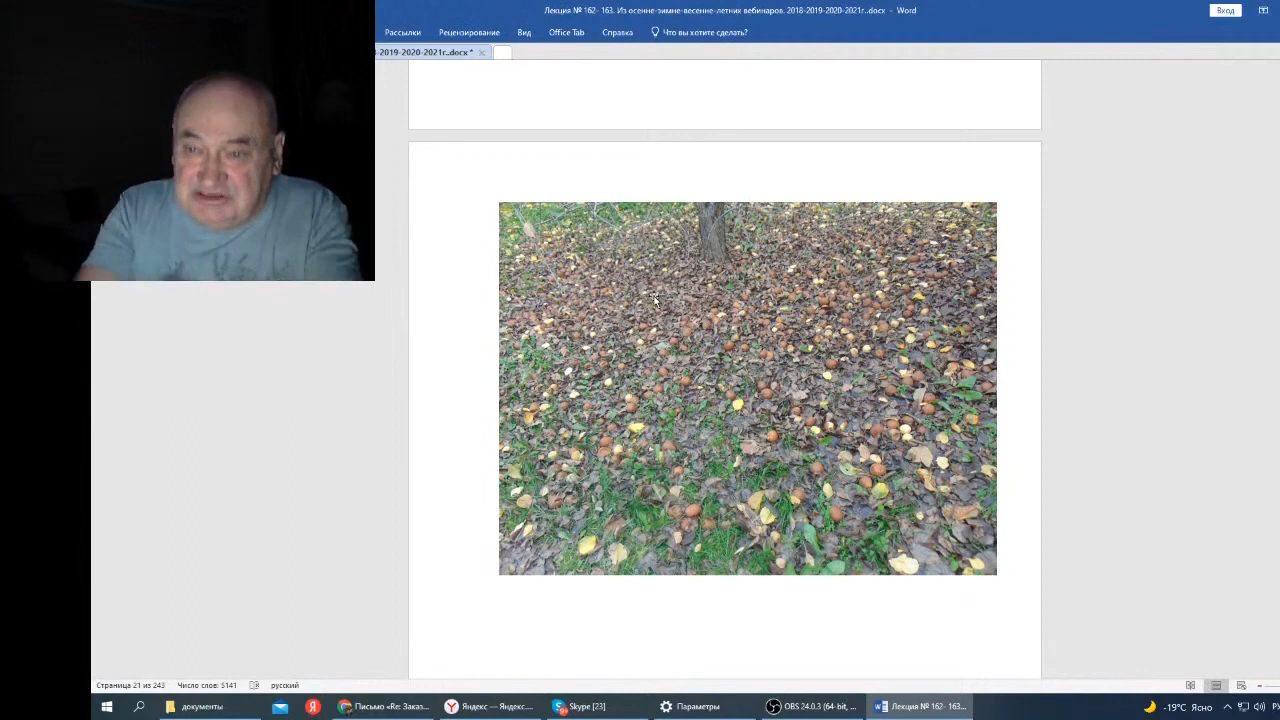 Лекция № 162- 163. Из осенне-зимне-весенне-летних вебинаров. 2018-2019-2020-2021г..docx - Word
Вход
Рассылки Рецензирование Вид Office Tab Справка Что вы хотите сделать?
-2019-2020-2021г..docx *
Страница 21 из 243 Число слов: 5141 русский
документы Письмо «Re: Заказ... Яндекс — Яндекс.... Skype [23] Параметры OBS 24.0.3 (64-bit, ... Лекция № 162- 163... -19°C Ясно